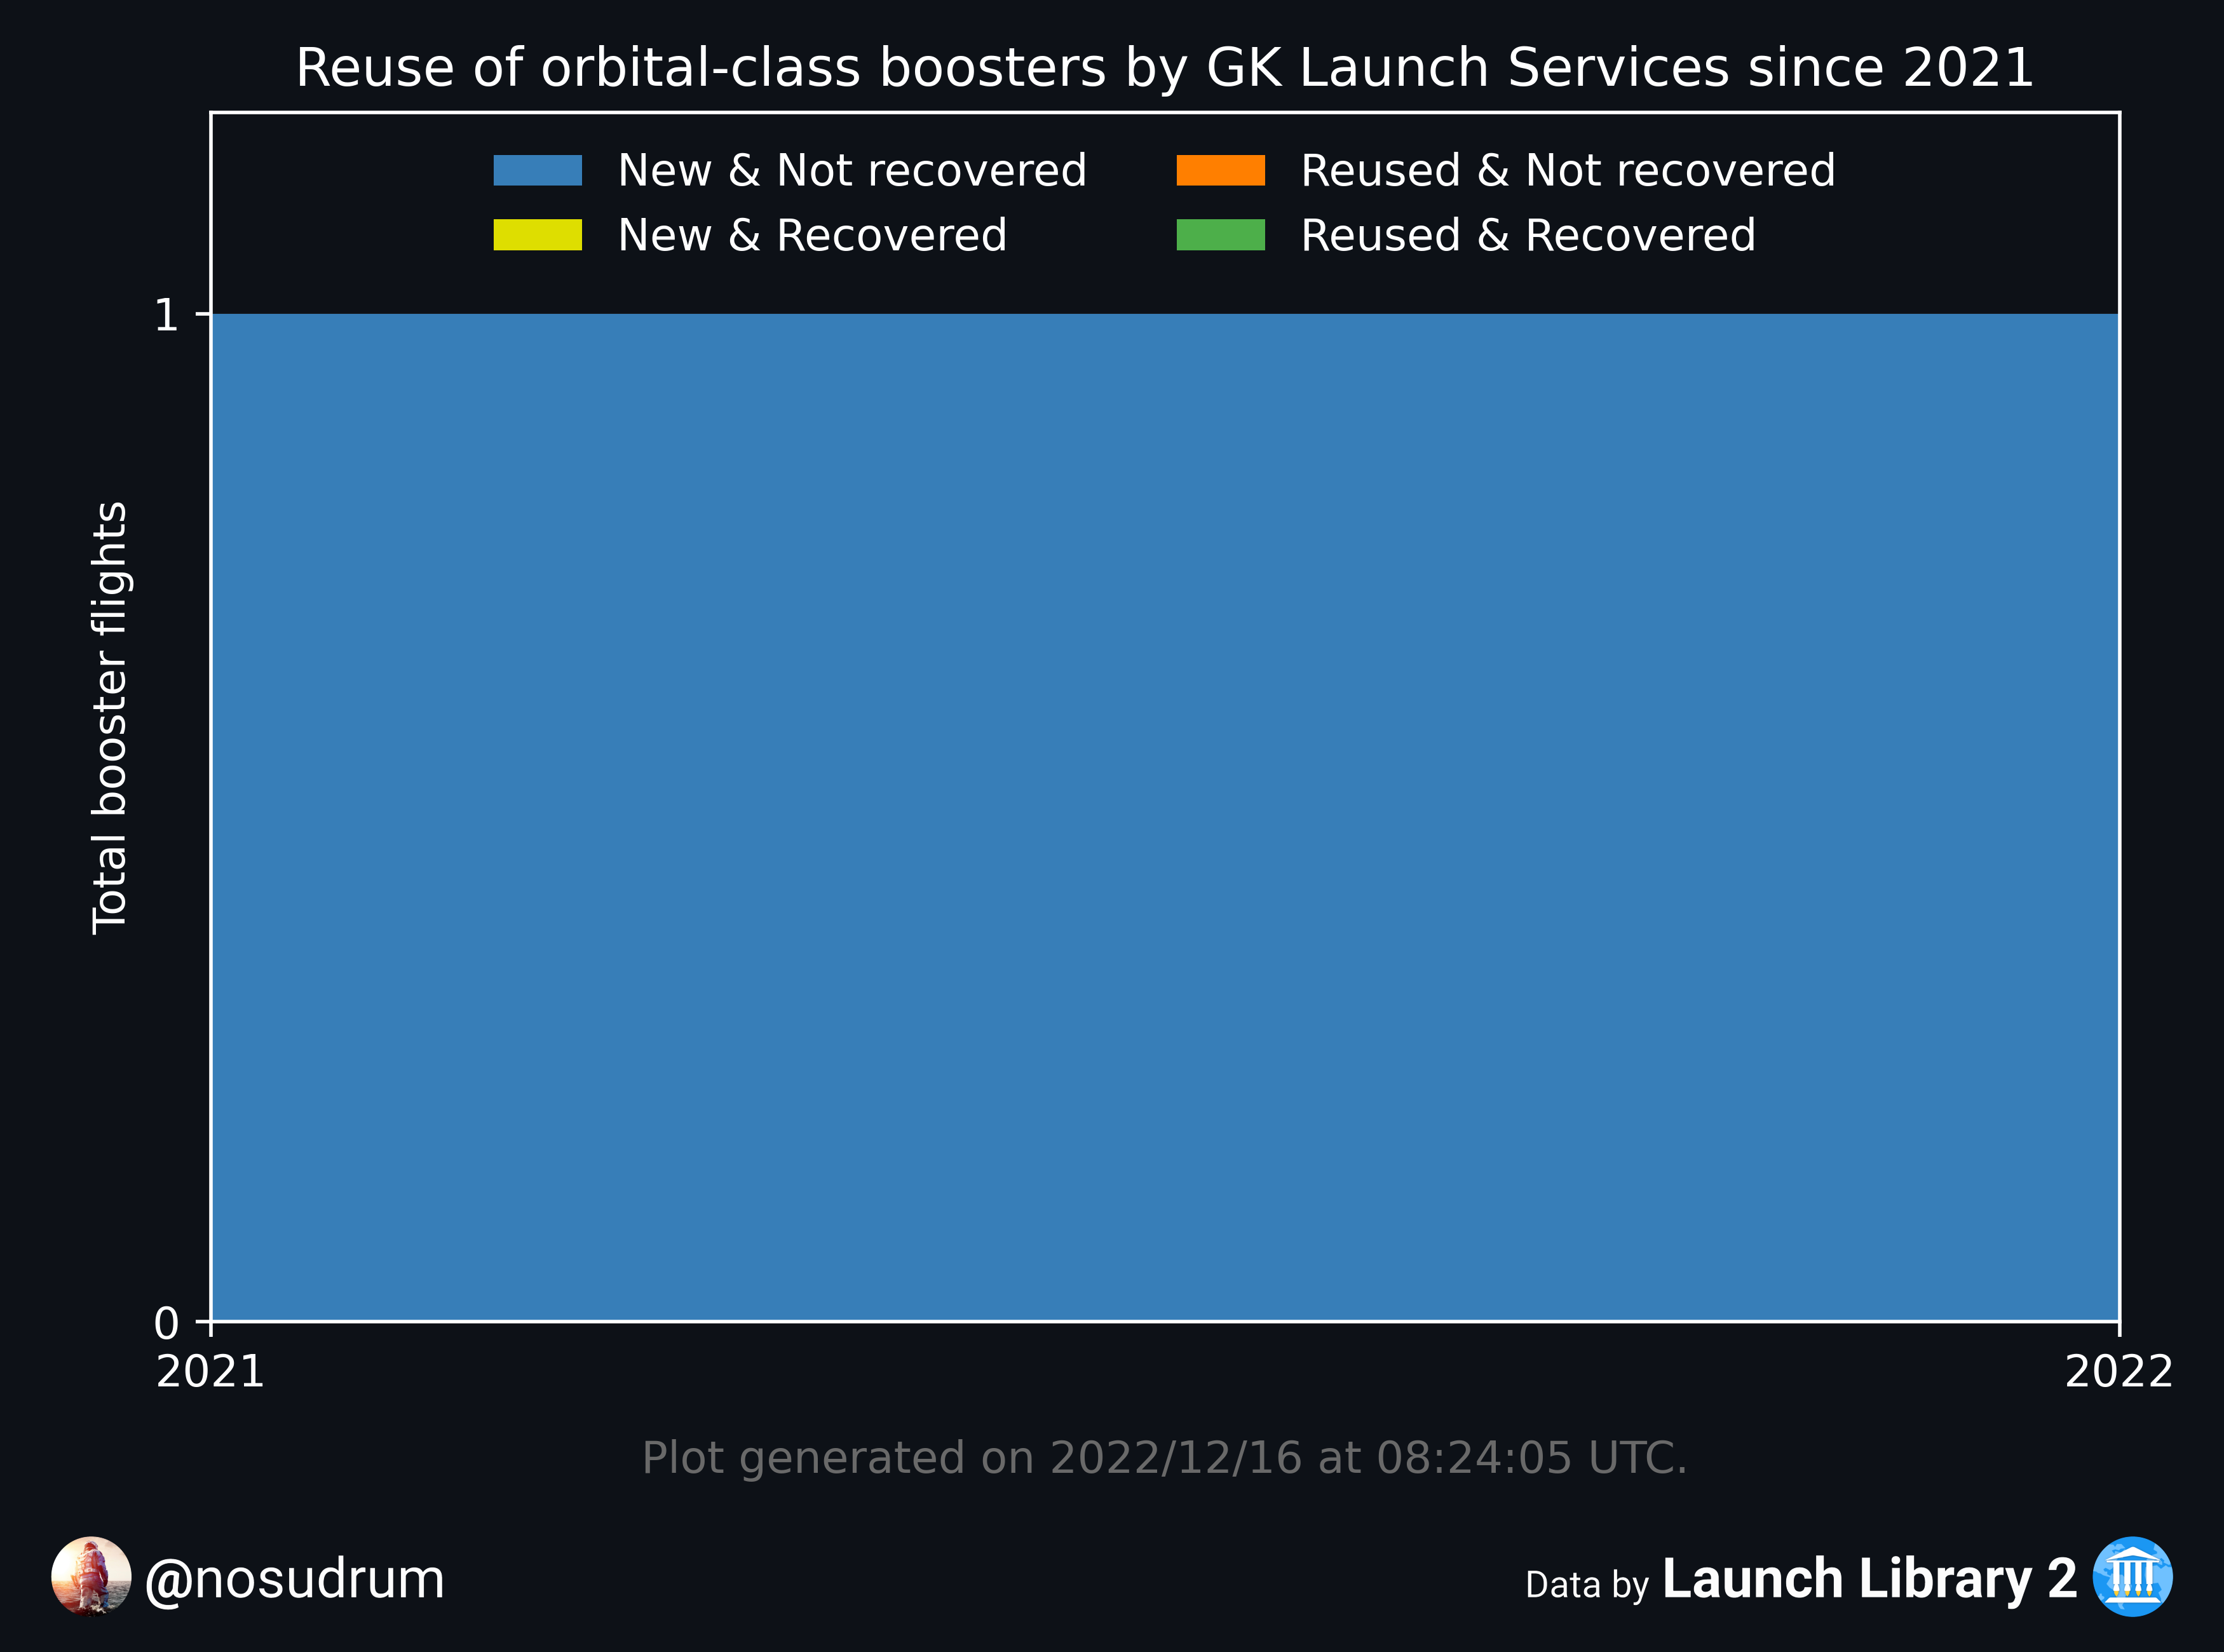 Reuse of orbital-class boosters by GK Launch Services since 2021
New & Not recovered
Reused & Not recovered
New & Recovered
Reused & Recovered
1
Total booster flights
0
2021
2022
Plot generated on 2022/12/16 at 08:24:05 UTC.
@nosudrum
Data by Launch Library 2